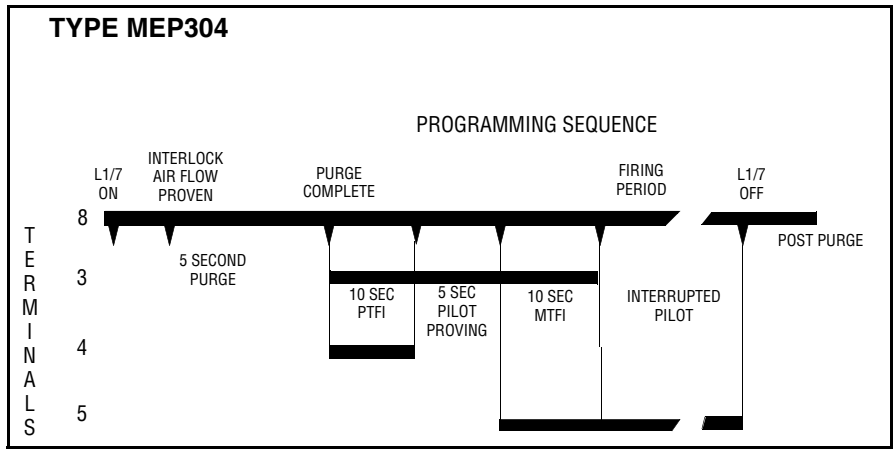 TYPE MEP304
PROGRAMMING SEQUENCE
L1/7
ON
INTERLOCK
AIR FLOW
PROVEN
PURGE
COMPLETE
FIRING
PERIOD
L1/7
OFF
TERMINALS
8
5 SECOND
PURGE
POST PURGE
3
10 SEC
PTFI
5 SEC
PILOT
PROVING
10 SEC
MTFI
INTERRUPTED
PILOT
4
5